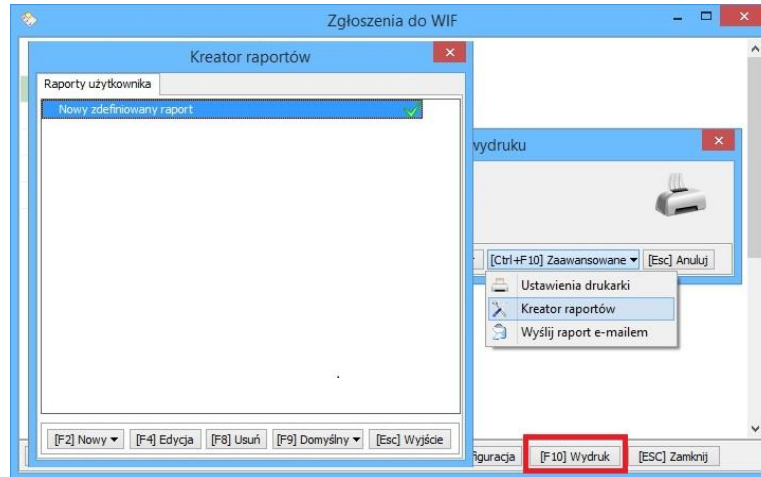 Zgłoszenia do WIF
Kreator raportów
Raporty użytkownika
Nowy zdefiniowany raport
wydruku
[Ctrl+F10] Zaawansowane
[Esc] Anuluj
Ustawienia drukarki
Kreator raportów
Wyślij raport e-mailem
[F2] Nowy
[F4] Edycja
[F8] Usuń
[F9] Domyślny
[Esc] Wyjście
figuracja
[F10] Wydruk
[ESC] Zamknij